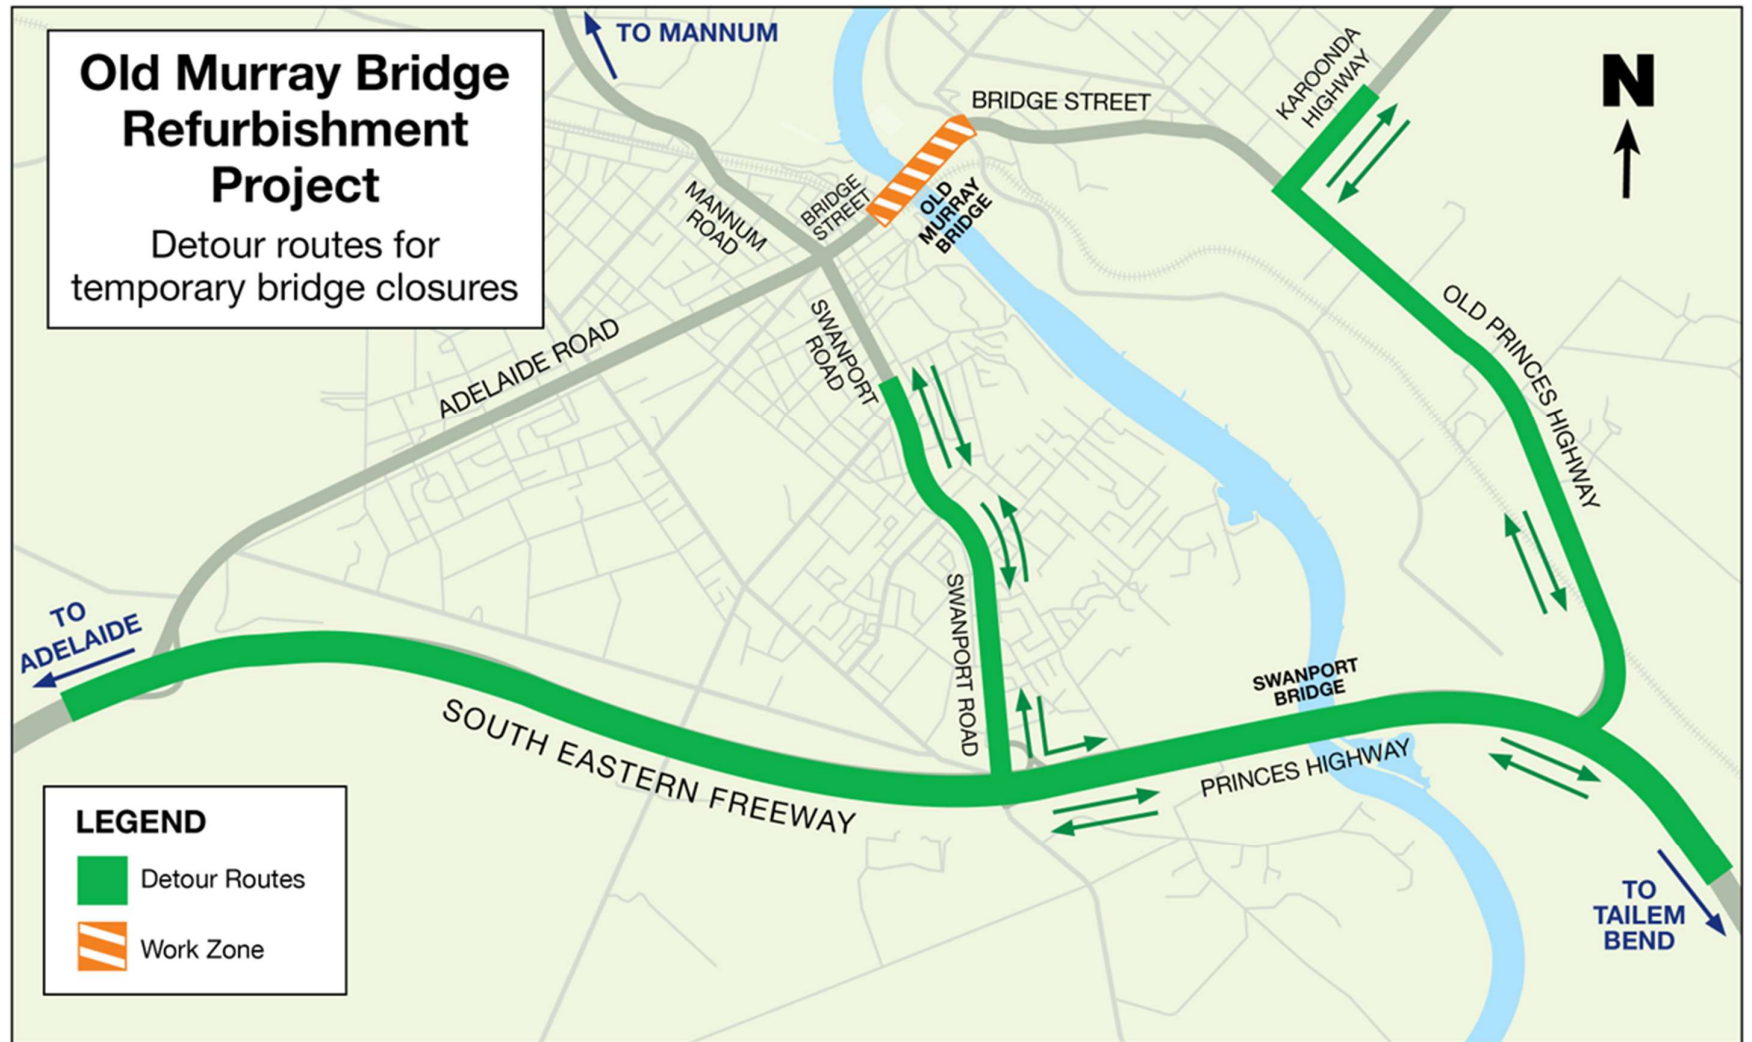 Old Murray Bridge
Refurbishment
Project
Detour routes for
temporary bridge closures
TO MANNUM
BRIDGE STREET
KAROONDA
HIGHWAY
N
MANNUM
ROAD
BRIDGE
STREET
OLD
MURRAY
BRIDGE
ADELAIDE ROAD
SWANPORT
ROAD
OLD PRINCES HIGHWAY
TO
ADELAIDE
SWANPORT ROAD
SWANPORT
BRIDGE
SOUTH EASTERN FREEWAY
PRINCES HIGHWAY
LEGEND
Detour Routes
Work Zone
TO
TAILEM
BEND